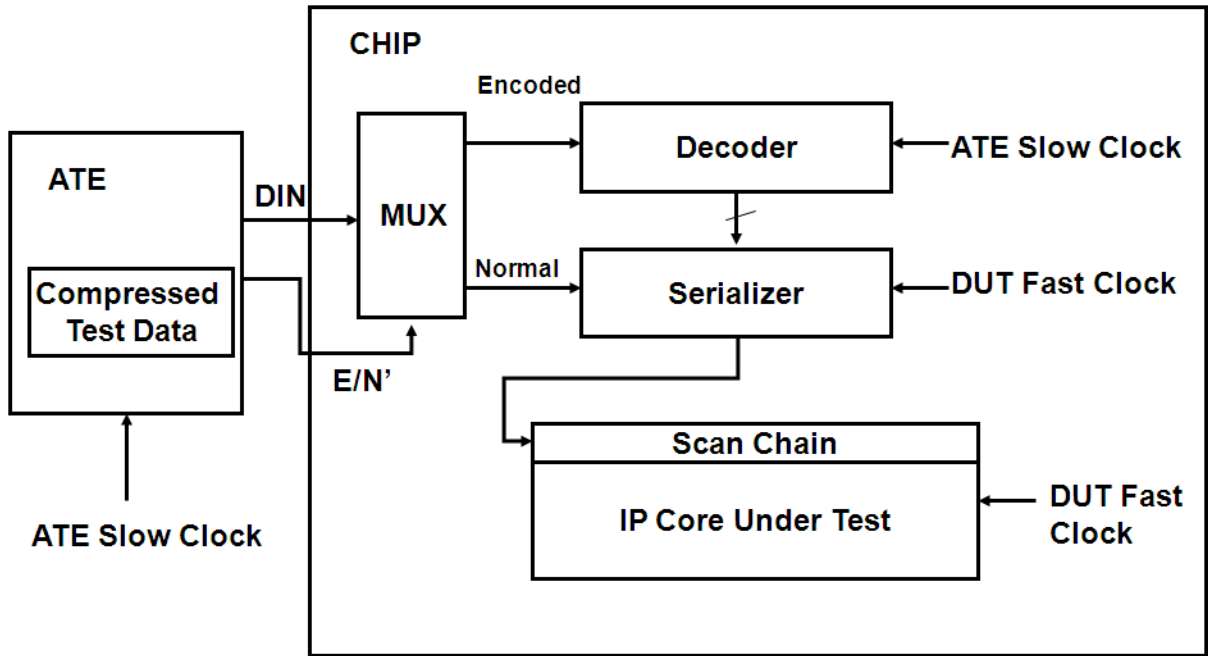 CHIP
Encoded
Decoder
ATE Slow Clock
ATE
DIN
MUX
Normal
Serializer
DUT Fast Clock
Compressed
Test Data
E/N’
Scan Chain
IP Core Under Test
DUT Fast
Clock
ATE Slow Clock